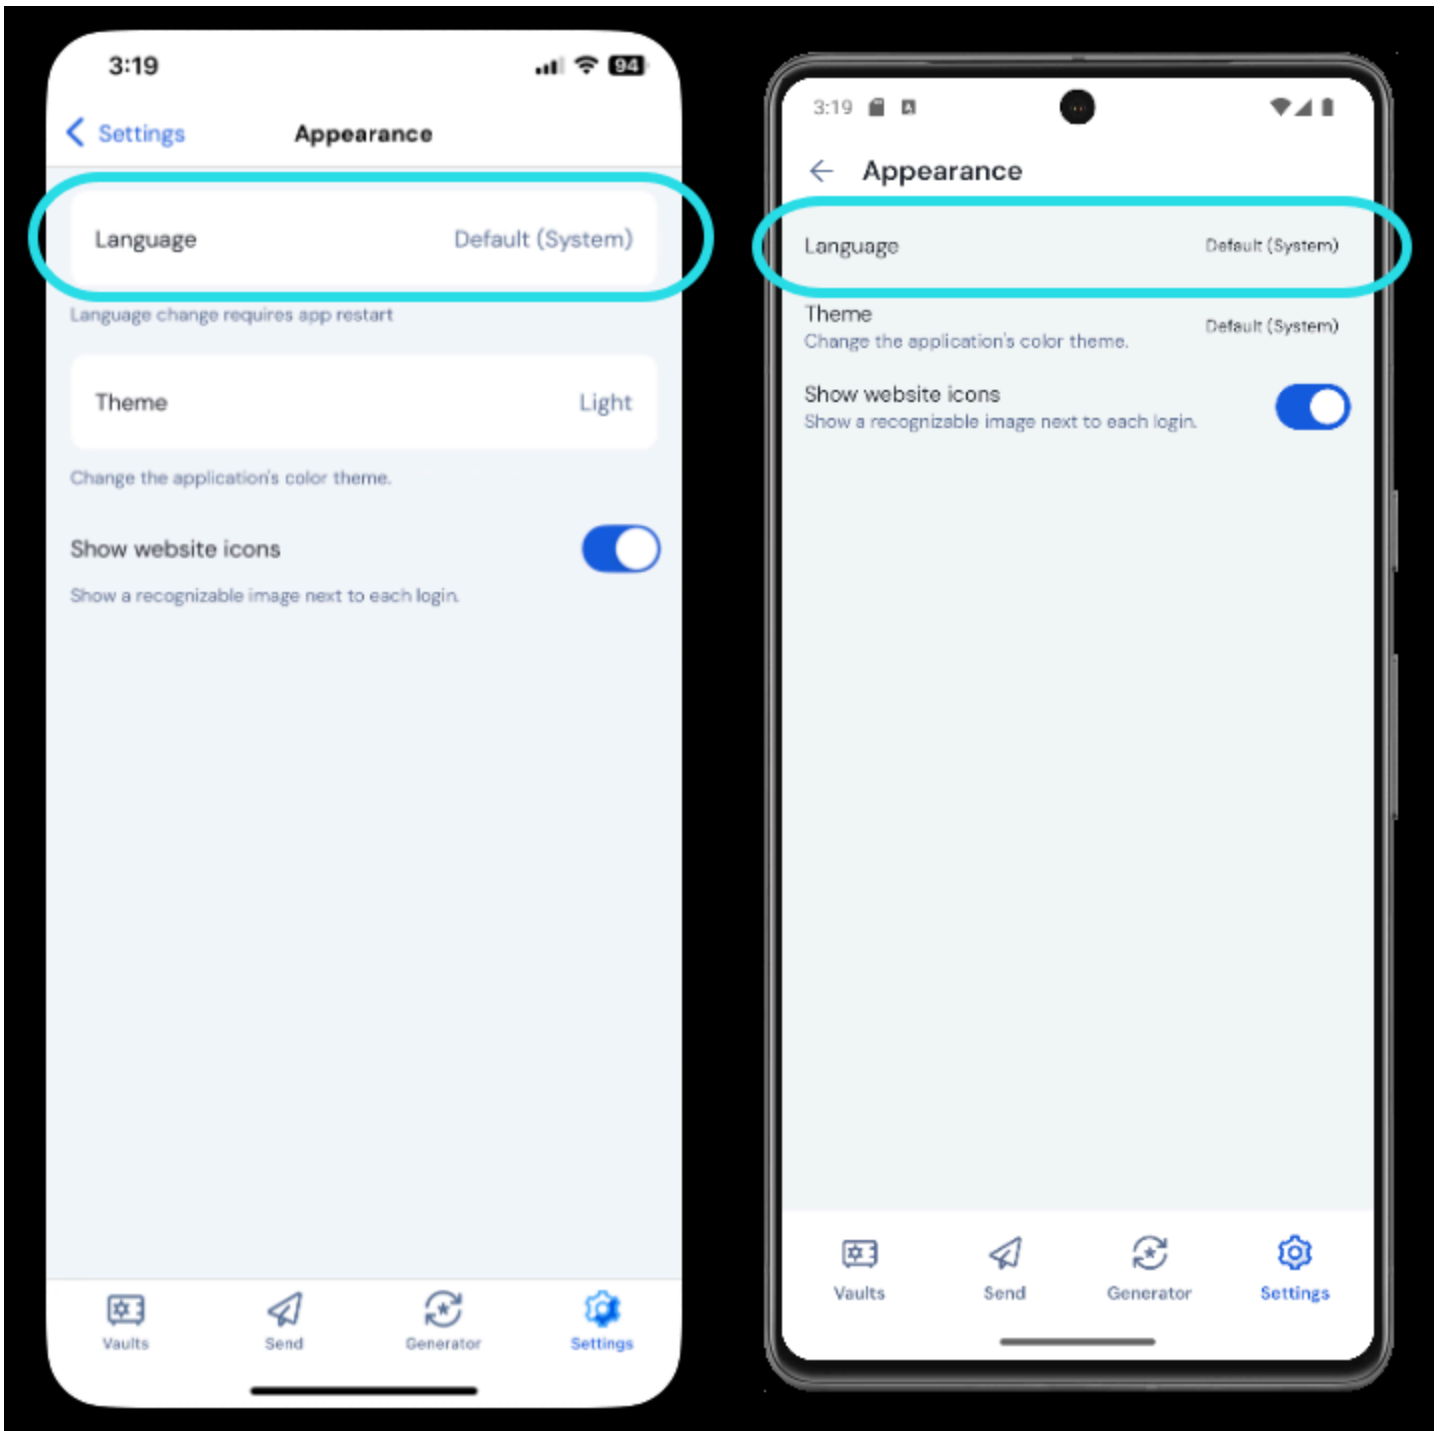 3:19
94
Settings
Appearance
Language
Default (System)
Language change requires app restart
Theme
Light
Change the application's color theme.
Show website icons
Show a recognizable image next to each login.
Vaults
Send
Generator
Settings
3:19
Appearance
Language
Default (System)
Theme
Change the application's color theme.
Default (System)
Show website icons
Show a recognizable image next to each login.
Vaults
Send
Generator
Settings